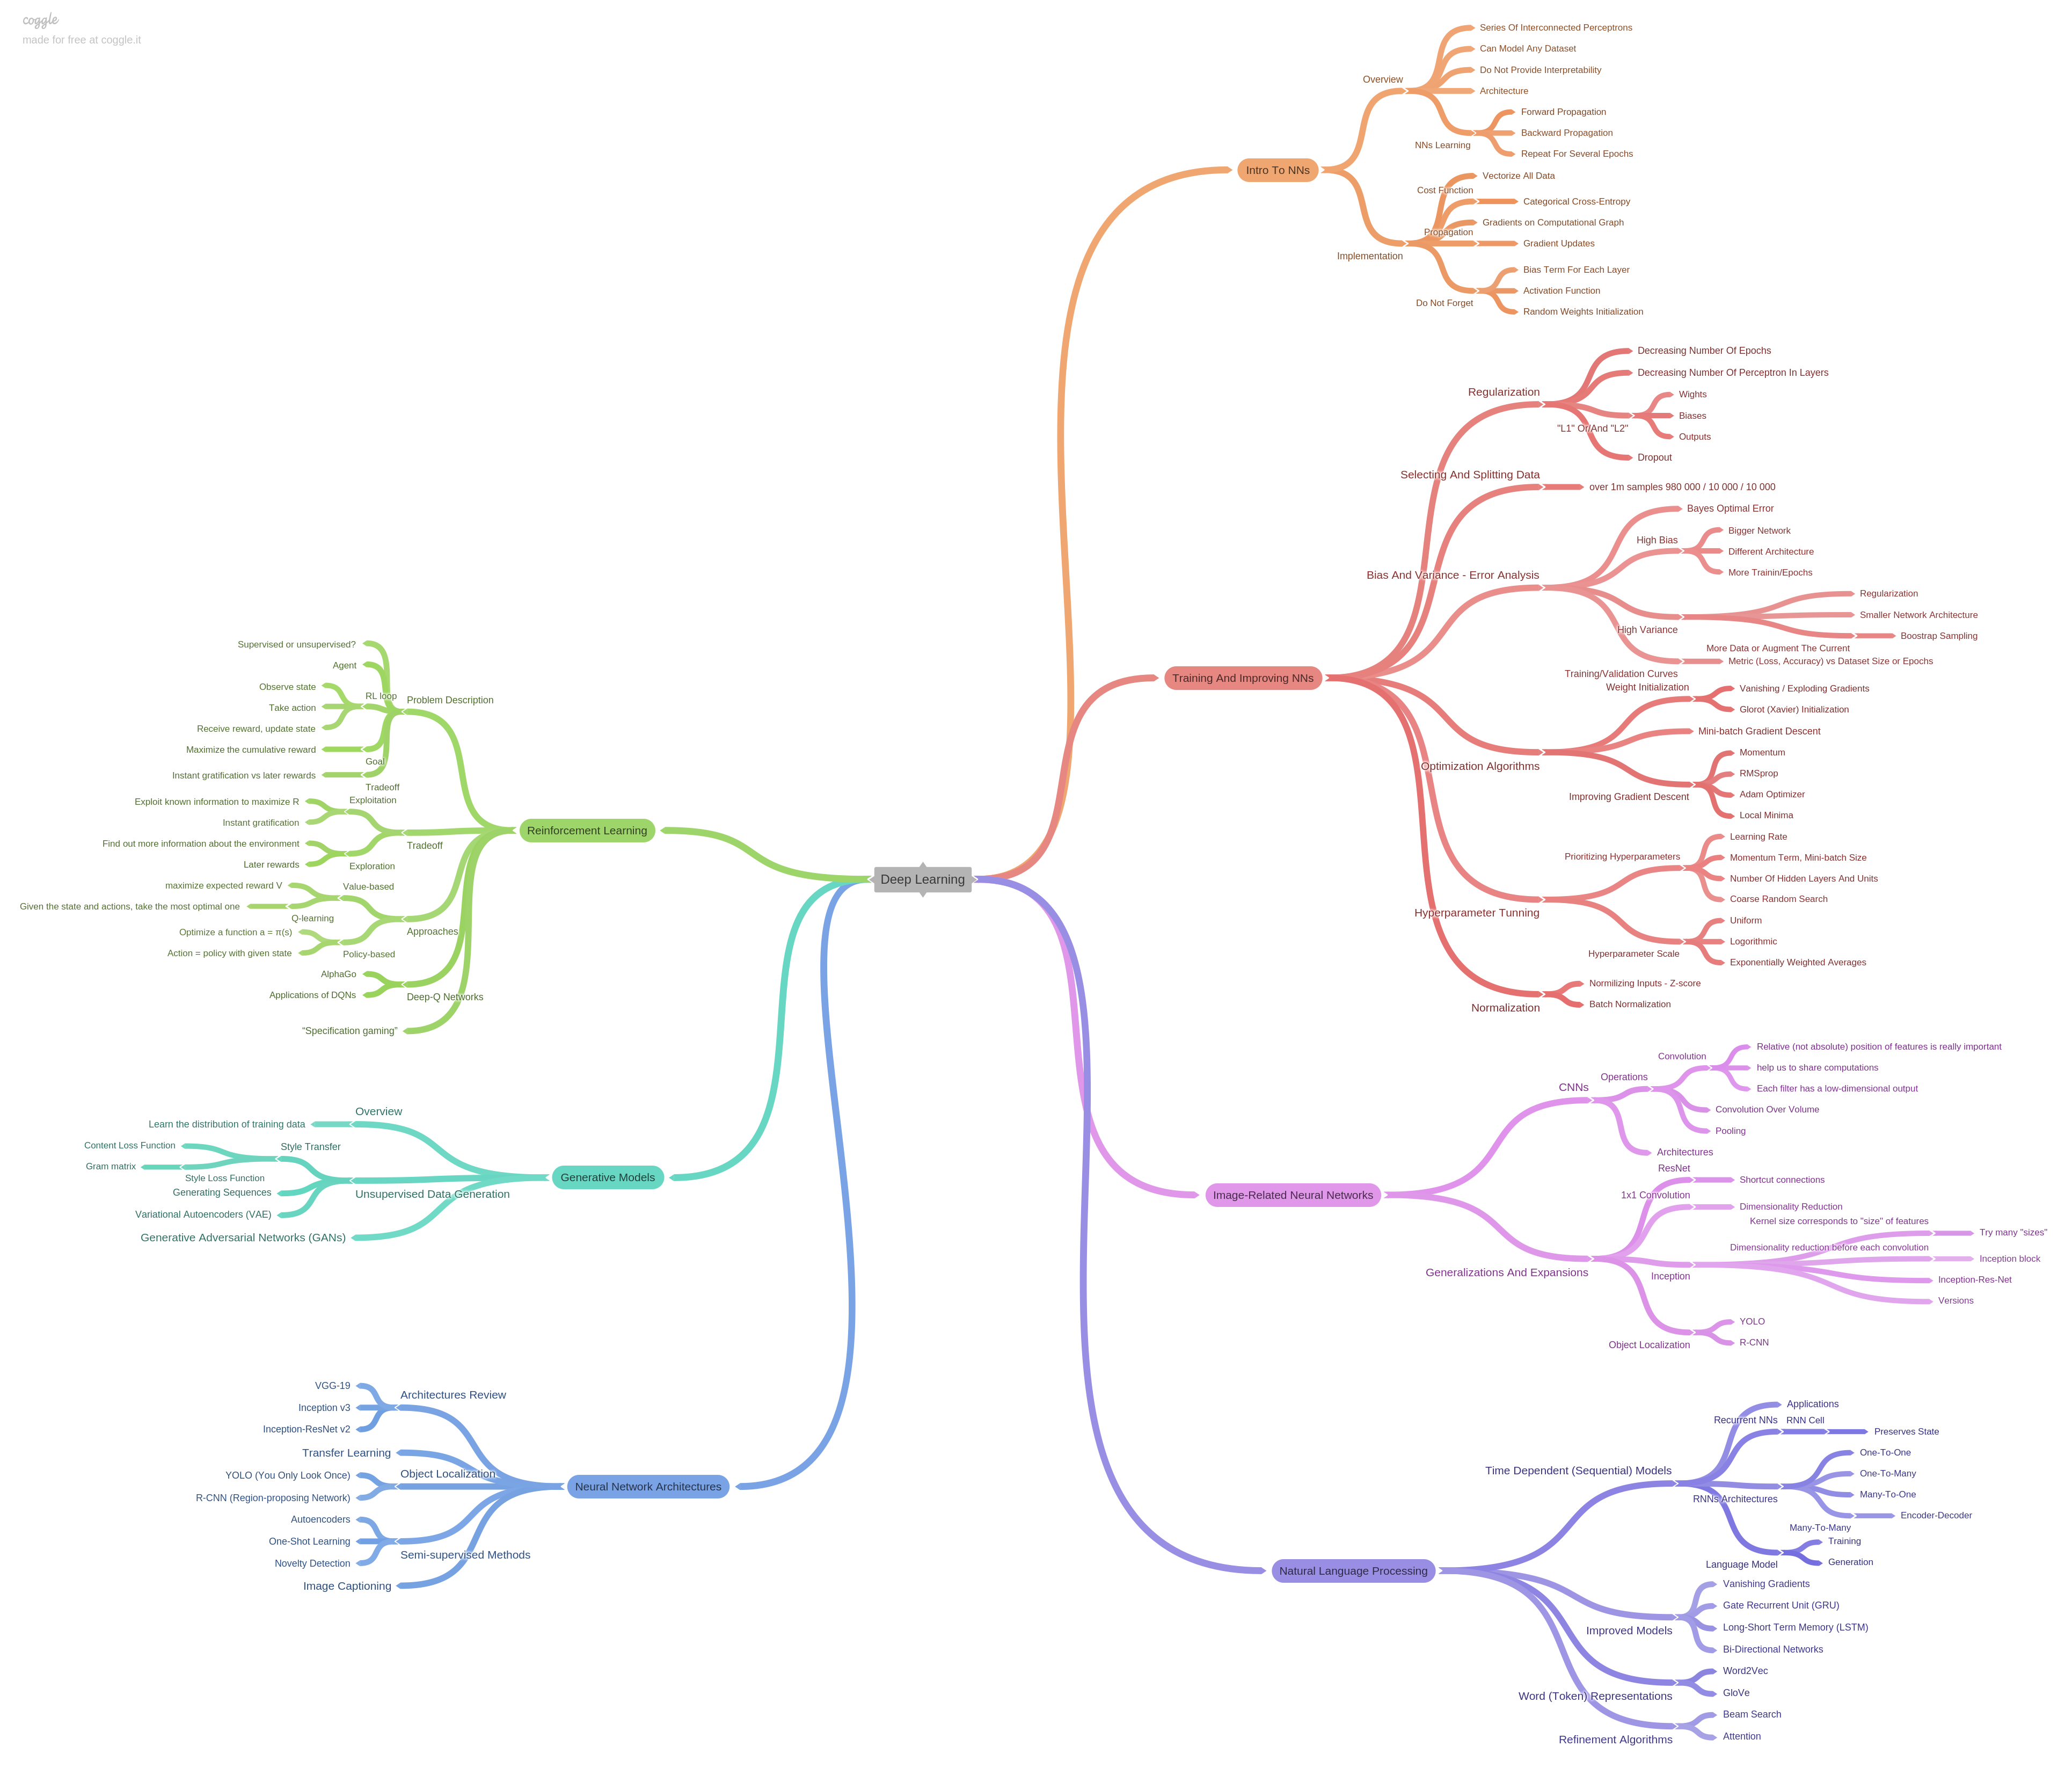 coggle
made for free at coggle.it
Deep Learning
Intro To NNs
Overview
Series Of Interconnected Perceptrons
Can Model Any Dataset
Do Not Provide Interpretability
Architecture
NNs Learning
Forward Propagation
Backward Propagation
Repeat For Several Epochs
Implementation
Vectorize All Data
Cost Function
Categorical Cross-Entropy
Gradients on Computational Graph
Propagation
Gradient Updates
Do Not Forget
Bias Term For Each Layer
Activation Function
Random Weights Initialization
Training And Improving NNs
Regularization
Decreasing Number Of Epochs
Decreasing Number Of Perceptron In Layers
"L1" Or/And "L2"
Wights
Biases
Outputs
Dropout
Selecting And Splitting Data
over 1m samples 980 000 / 10 000 / 10 000
Bias And Variance - Error Analysis
Bayes Optimal Error
High Bias
Bigger Network
Different Architecture
More Trainin/Epochs
High Variance
Regularization
Smaller Network Architecture
More Data or Augment The Current
Boostrap Sampling
Training/Validation Curves
Metric (Loss, Accuracy) vs Dataset Size or Epochs
Optimization Algorithms
Weight Initialization
Vanishing / Exploding Gradients
Glorot (Xavier) Initialization
Mini-batch Gradient Descent
Improving Gradient Descent
Momentum
RMSprop
Adam Optimizer
Local Minima
Hyperparameter Tunning
Prioritizing Hyperparameters
Learning Rate
Momentum Term, Mini-batch Size
Number Of Hidden Layers And Units
Coarse Random Search
Hyperparameter Scale
Uniform
Logorithmic
Exponentially Weighted Averages
Normalization
Normilizing Inputs - Z-score
Batch Normalization
Image-Related Neural Networks
CNNs
Operations
Convolution
Relative (not absolute) position of features is really important
help us to share computations
Each filter has a low-dimensional output
Convolution Over Volume
Pooling
Architectures
Generalizations And Expansions
ResNet
Shortcut connections
1x1 Convolution
Dimensionality Reduction
Inception
Kernel size corresponds to "size" of features
Try many "sizes"
Dimensionality reduction before each convolution
Inception block
Inception-Res-Net
Versions
Object Localization
YOLO
R-CNN
Natural Language Processing
Time Dependent (Sequential) Models
Applications
Recurrent NNs
RNN Cell
Preserves State
RNNs Architectures
One-To-One
One-To-Many
Many-To-One
Many-To-Many
Encoder-Decoder
Language Model
Training
Generation
Improved Models
Vanishing Gradients
Gate Recurrent Unit (GRU)
Long-Short Term Memory (LSTM)
Bi-Directional Networks
Word (Token) Representations
Word2Vec
GloVe
Refinement Algorithms
Beam Search
Attention
Reinforcement Learning
Problem Description
Supervised or unsupervised?
Agent
RL loop
Observe state
Take action
Receive reward, update state
Goal
Maximize the cumulative reward
Tradeoff
Instant gratification vs later rewards
Tradeoff
Exploitation
Exploit known information to maximize R
Instant gratification
Exploration
Find out more information about the environment
Later rewards
Approaches
Value-based
maximize expected reward V
Q-learning
Given the state and actions, take the most optimal one
Policy-based
Optimize a function a = π(s)
Action = policy with given state
Deep-Q Networks
AlphaGo
Applications of DQNs
"Specification gaming"
Generative Models
Overview
Learn the distribution of training data
Unsupervised Data Generation
Style Transfer
Content Loss Function
Style Loss Function
Gram matrix
Generating Sequences
Variational Autoencoders (VAE)
Generative Adversarial Networks (GANs)
Neural Network Architectures
Architectures Review
VGG-19
Inception v3
Inception-ResNet v2
Transfer Learning
Object Localization
YOLO (You Only Look Once)
R-CNN (Region-proposing Network)
Semi-supervised Methods
Autoencoders
One-Shot Learning
Novelty Detection
Image Captioning